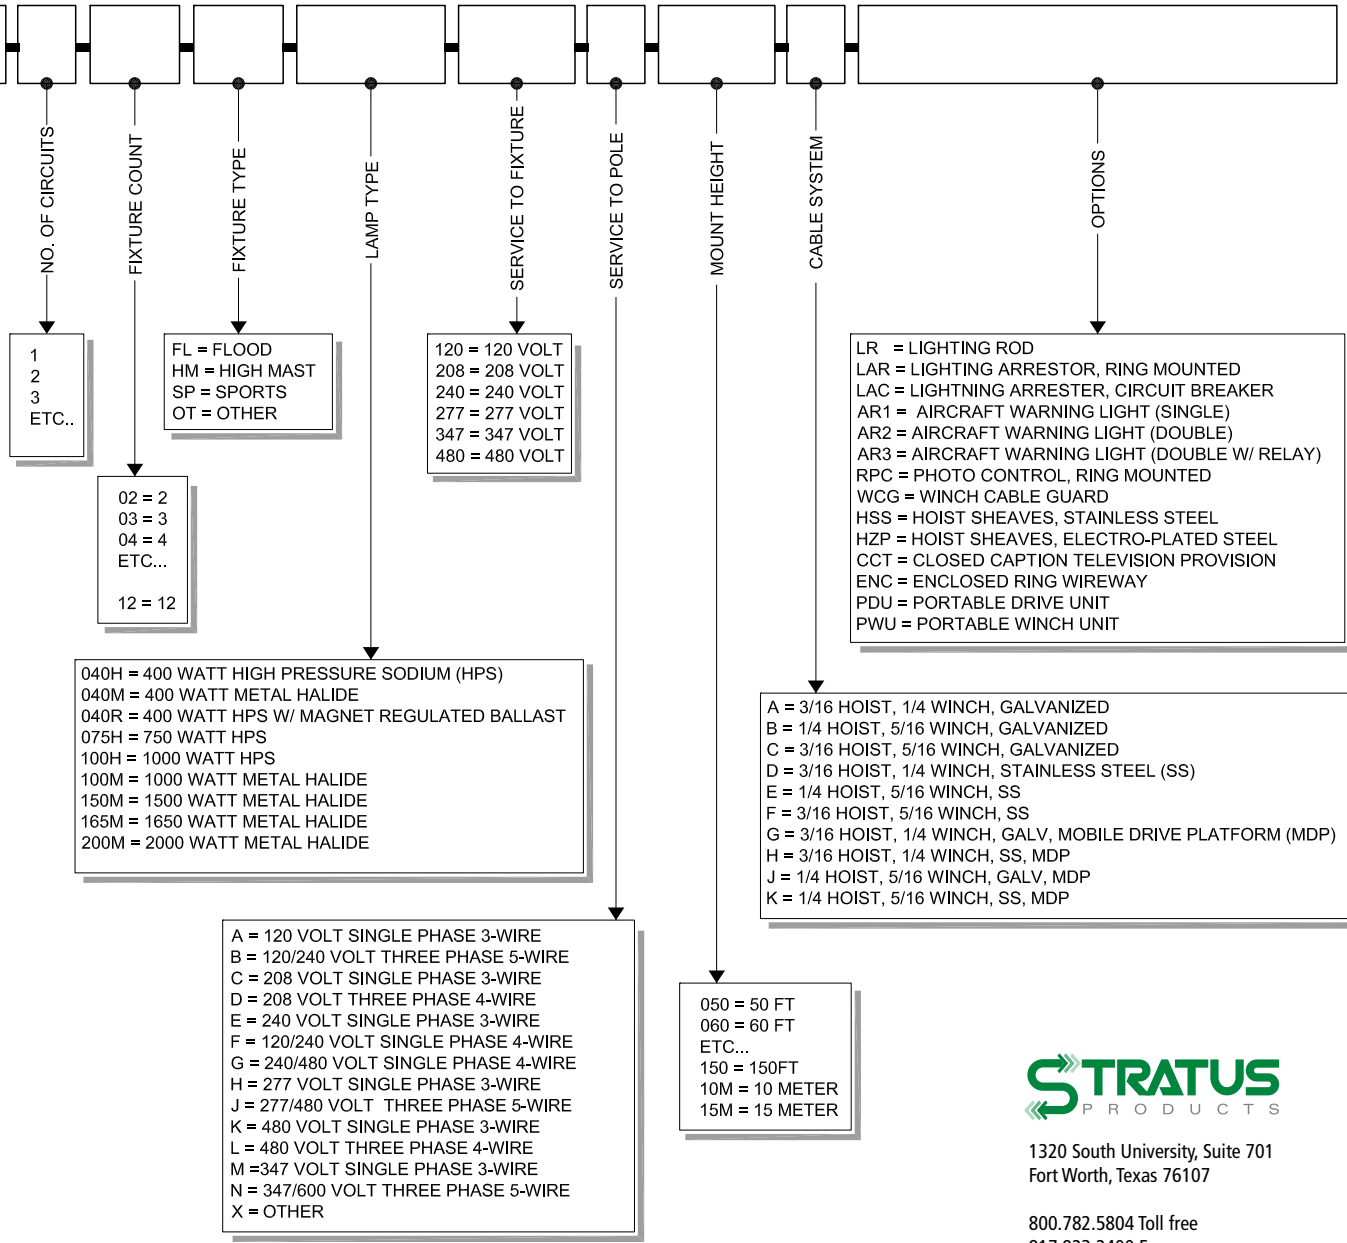 NO. OF CIRCUITS
FIXTURE COUNT
FIXTURE TYPE
LAMP TYPE
SERVICE TO FIXTURE
SERVICE TO POLE
MOUNT HEIGHT
CABLE SYSTEM
OPTIONS
1
2
3
ETC..
02 = 2
03 = 3
04 = 4
ETC...
12 = 12
FL = FLOOD
HM = HIGH MAST
SP = SPORTS
OT = OTHER
040H = 400 WATT HIGH PRESSURE SODIUM (HPS)
040M = 400 WATT METAL HALIDE
040R = 400 WATT HPS W/ MAGNET REGULATED BALLAST
075H = 750 WATT HPS
100H = 1000 WATT HPS
100M = 1000 WATT METAL HALIDE
150M = 1500 WATT METAL HALIDE
165M = 1650 WATT METAL HALIDE
200M = 2000 WATT METAL HALIDE
120 = 120 VOLT
208 = 208 VOLT
240 = 240 VOLT
277 = 277 VOLT
347 = 347 VOLT
480 = 480 VOLT
A = 120 VOLT SINGLE PHASE 3-WIRE
B = 120/240 VOLT THREE PHASE 5-WIRE
C = 208 VOLT SINGLE PHASE 3-WIRE
D = 208 VOLT THREE PHASE 4-WIRE
E = 240 VOLT SINGLE PHASE 3-WIRE
F = 120/240 VOLT SINGLE PHASE 4-WIRE
G = 240/480 VOLT SINGLE PHASE 4-WIRE
H = 277 VOLT SINGLE PHASE 3-WIRE
J = 277/480 VOLT THREE PHASE 5-WIRE
K = 480 VOLT SINGLE PHASE 3-WIRE
L = 480 VOLT THREE PHASE 4-WIRE
M =347 VOLT SINGLE PHASE 3-WIRE
N = 347/600 VOLT THREE PHASE 5-WIRE
X = OTHER
050 = 50 FT
060 = 60 FT
ETC...
150 = 150FT
10M = 10 METER
15M = 15 METER
A = 3/16 HOIST, 1/4 WINCH, GALVANIZED
B = 1/4 HOIST, 5/16 WINCH, GALVANIZED
C = 3/16 HOIST, 5/16 WINCH, GALVANIZED
D = 3/16 HOIST, 1/4 WINCH, STAINLESS STEEL (SS)
E = 1/4 HOIST, 5/16 WINCH, SS
F = 3/16 HOIST, 5/16 WINCH, SS
G = 3/16 HOIST, 1/4 WINCH, GALV, MOBILE DRIVE PLATFORM (MDP)
H = 3/16 HOIST, 1/4 WINCH, SS, MDP
J = 1/4 HOIST, 5/16 WINCH, GALV, MDP
K = 1/4 HOIST, 5/16 WINCH, SS, MDP
LR = LIGHTING ROD
LAR = LIGHTING ARRESTOR, RING MOUNTED
LAC = LIGHTNING ARRESTER, CIRCUIT BREAKER
AR1 = AIRCRAFT WARNING LIGHT (SINGLE)
AR2 = AIRCRAFT WARNING LIGHT (DOUBLE)
AR3 = AIRCRAFT WARNING LIGHT (DOUBLE W/ RELAY)
RPC = PHOTO CONTROL, RING MOUNTED
WCG = WINCH CABLE GUARD
HSS = HOIST SHEAVES, STAINLESS STEEL
HZP = HOIST SHEAVES, ELECTRO-PLATED STEEL
CCT = CLOSED CAPTION TELEVISION PROVISION
ENC = ENCLOSED RING WIREWAY
PDU = PORTABLE DRIVE UNIT
PWU = PORTABLE WINCH UNIT
STRATUS
PRODUCTS
1320 South University, Suite 701
Fort Worth, Texas 76107
800.782.5804 Toll free